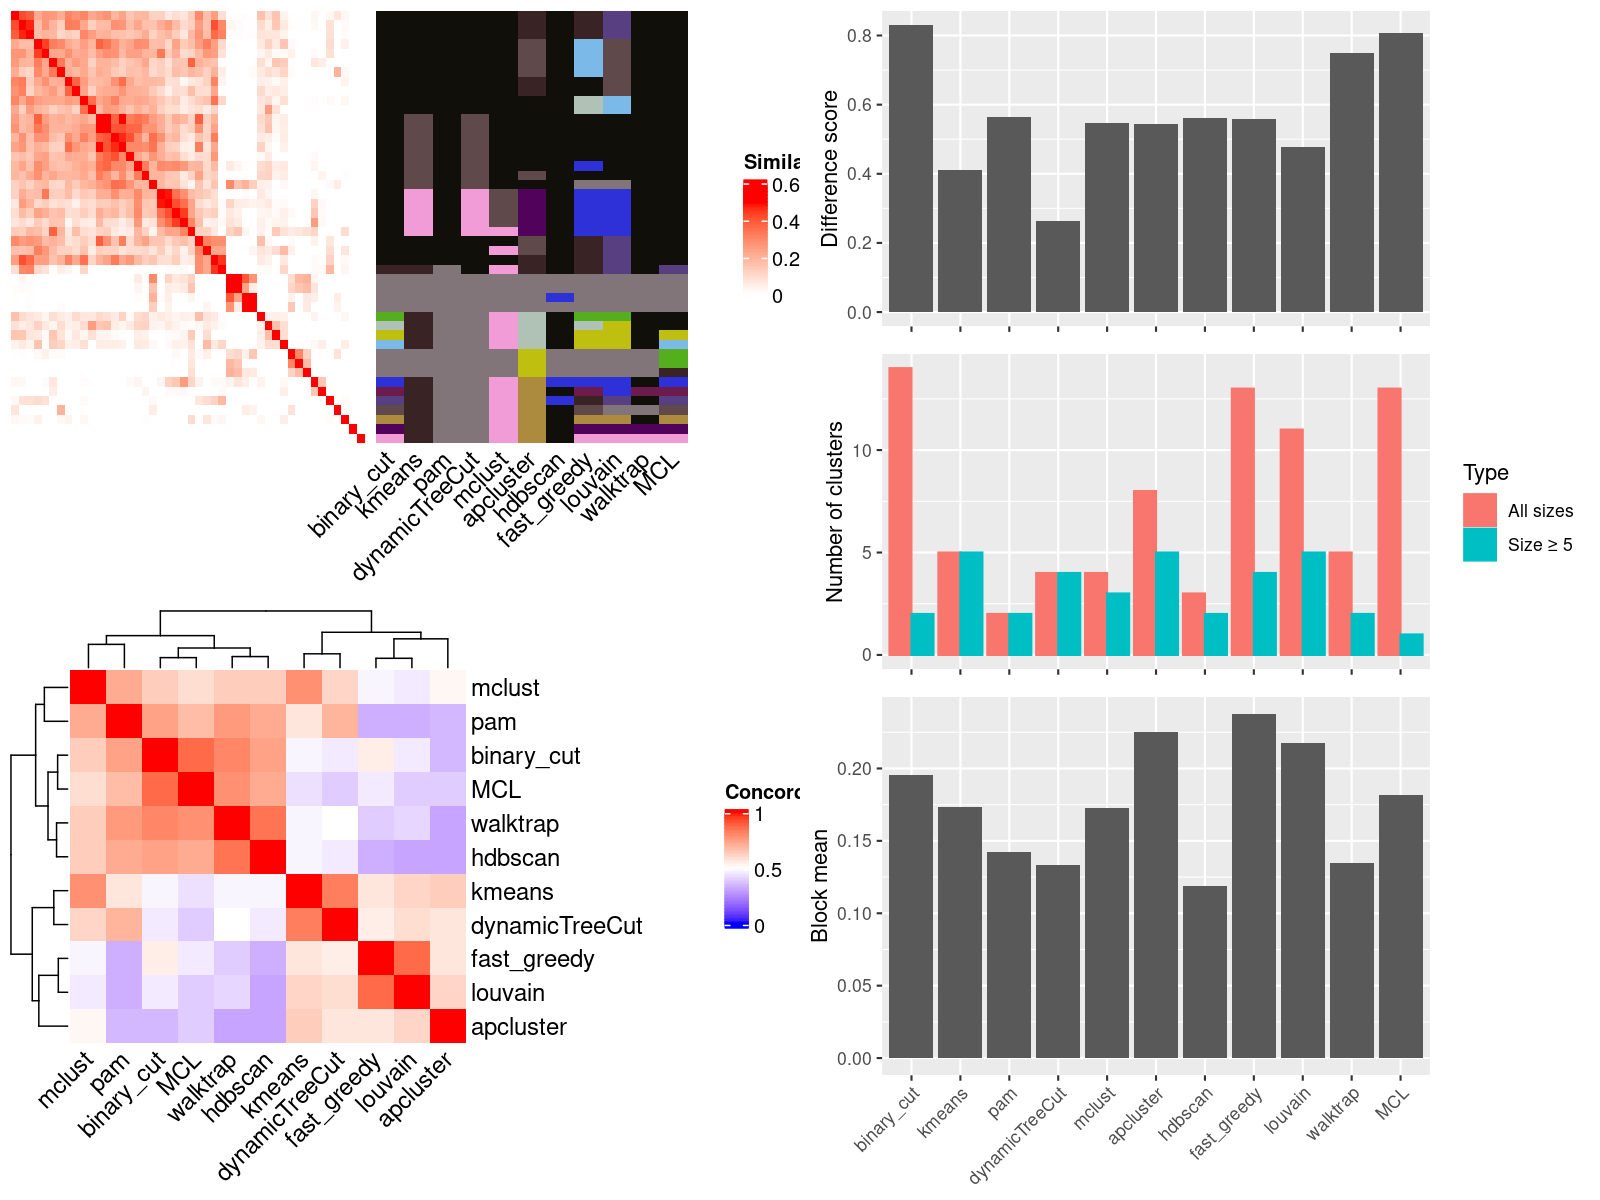 Simila
0.6
0.4
0.2
0
binary_cut
kmeans
pam
dynamicTreeCut
mclust
apcluster
hdbscan
fast_greedy
louvain
walktrap
MCL
mclust
pam
binary_cut
MCL
walktrap
hdbscan
kmeans
dynamicTreeCut
fast_greedy
louvain
apcluster
Concord
1
0.5
0
mclust
pam
binary_cut
MCL
walktrap
hdbscan
kmeans
dynamicTreeCut
fast_greedy
louvain
apcluster
Difference score
0.8
0.6
0.4
0.2
0.0
Number of clusters
10
5
0
Type
All sizes
Size ≥ 5
Block mean
0.20
0.15
0.10
0.05
0.00
binary_cut
kmeans
pam
dynamicTreeCut
mclust
apcluster
hdbscan
fast_greedy
louvain
walktrap
MCL